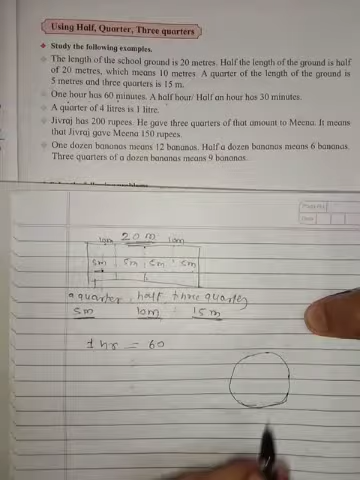 Using Half, Quarter, Three quarters
Study the following examples.
The length of the school ground is 20 metres. Half the length of the ground is half
of 20 metres, which means 10 metres. A quarter of the length of the ground is
5 metres and three quarters is 15 m.
One hour has 60 minutes. A half hour/ Half an hour has 30 minutes.
A quarter of 4 litres is 1 litre.
Jivraj has 200 rupees. He gave three quarters of that amount to Meena. It means
that Jivraj gave Meena 150 rupees.
One dozen bananas means 12 bananas. Half a dozen bananas means 6 bananas.
Three quarters of a dozen bananas means 9 bananas.
10m 20 m 10m
5m 5m 5m 5m
a quarter, half, three quarter
5m 10m 15m
1 hr = 60